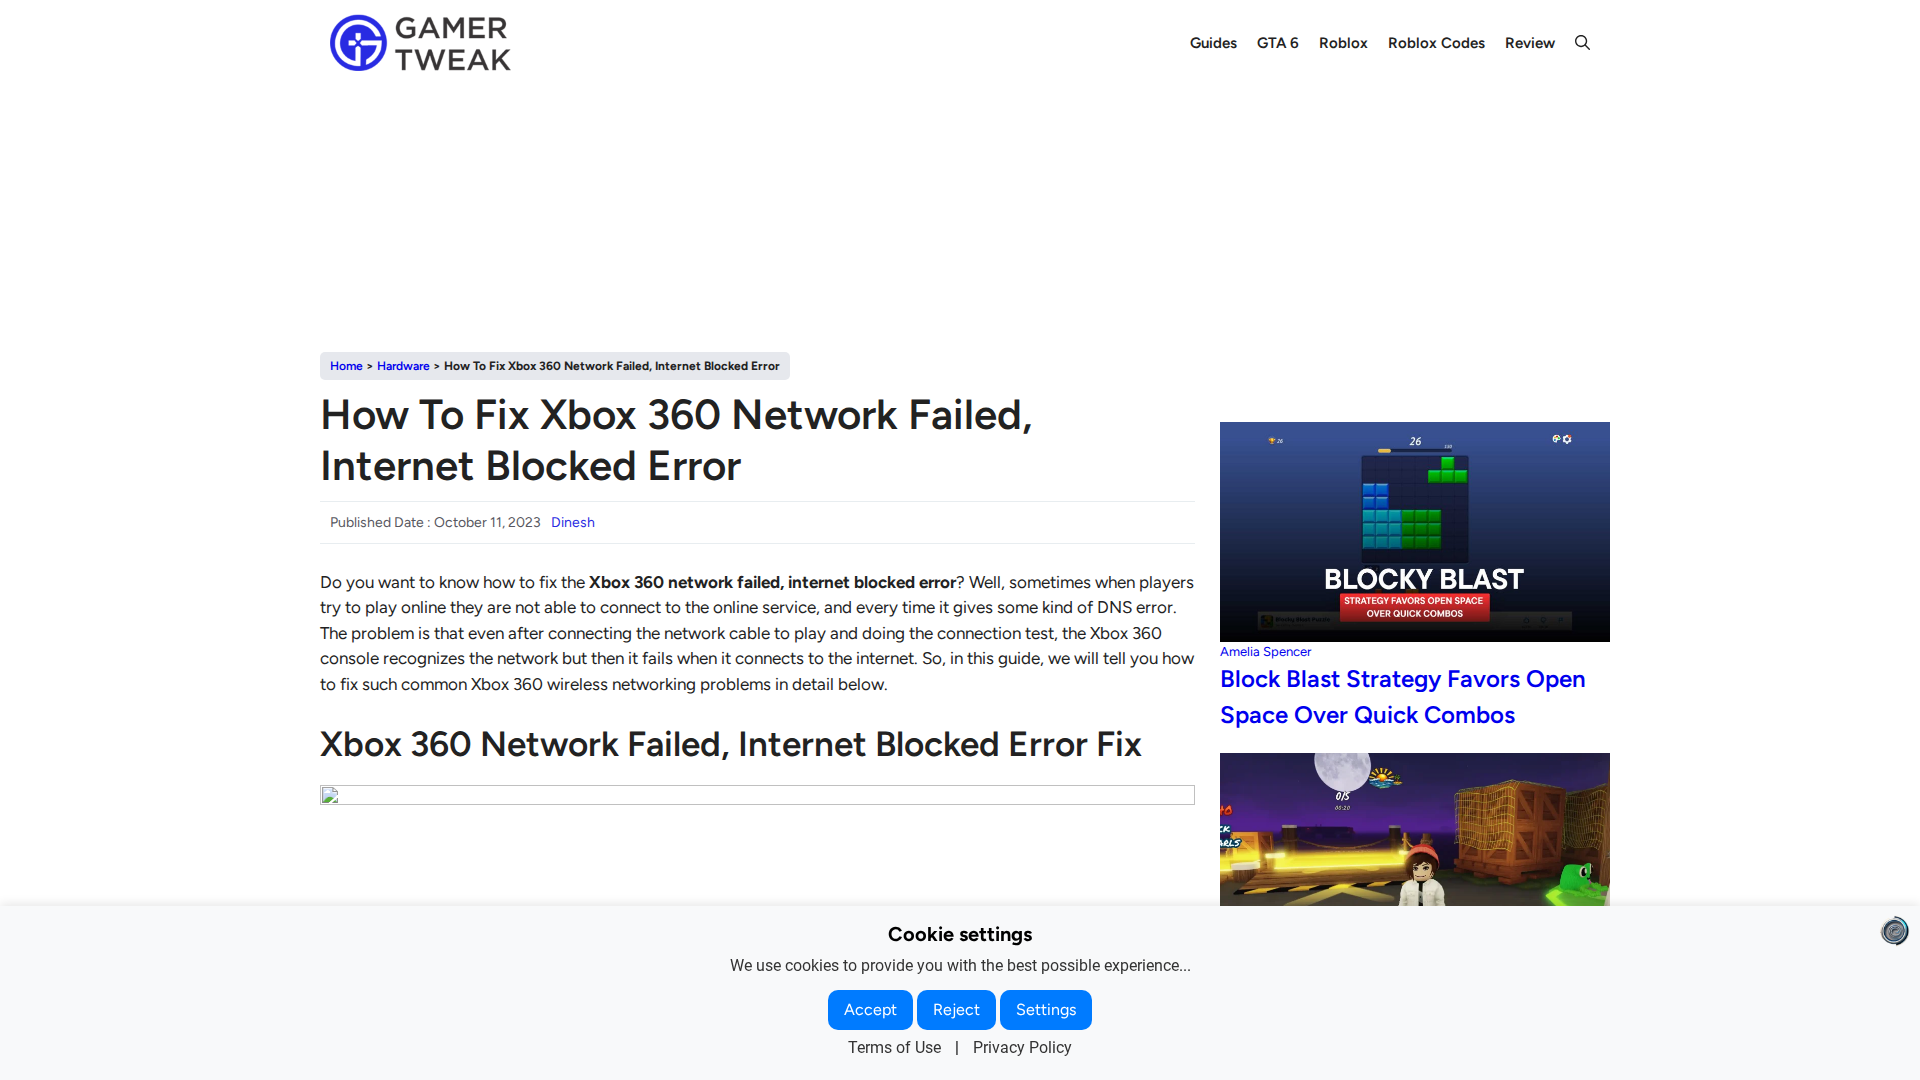 GAMER
TWEAK
Guides
GTA 6
Roblox
Roblox Codes
Review
Home > Hardware > How To Fix Xbox 360 Network Failed, Internet Blocked Error
How To Fix Xbox 360 Network Failed,
Internet Blocked Error
Published Date : October 11, 2023 Dinesh
Do you want to know how to fix the Xbox 360 network failed, internet blocked error? Well, sometimes when players
try to play online they are not able to connect to the online service, and every time it gives some kind of DNS error.
The problem is that even after connecting the network cable to play and doing the connection test, the Xbox 360
console recognizes the network but then it fails when it connects to the internet. So, in this guide, we will tell you how
to fix such common Xbox 360 wireless networking problems in detail below.
Xbox 360 Network Failed, Internet Blocked Error Fix
26
26
BLOCKY BLAST
STRATEGY FAVORS OPEN SPACE
OVER QUICK COMBOS
Amelia Spencer
Block Blast Strategy Favors Open
Space Over Quick Combos
0/5
00:20
Cookie settings
We use cookies to provide you with the best possible experience...
Accept
Reject
Settings
Terms of Use | Privacy Policy